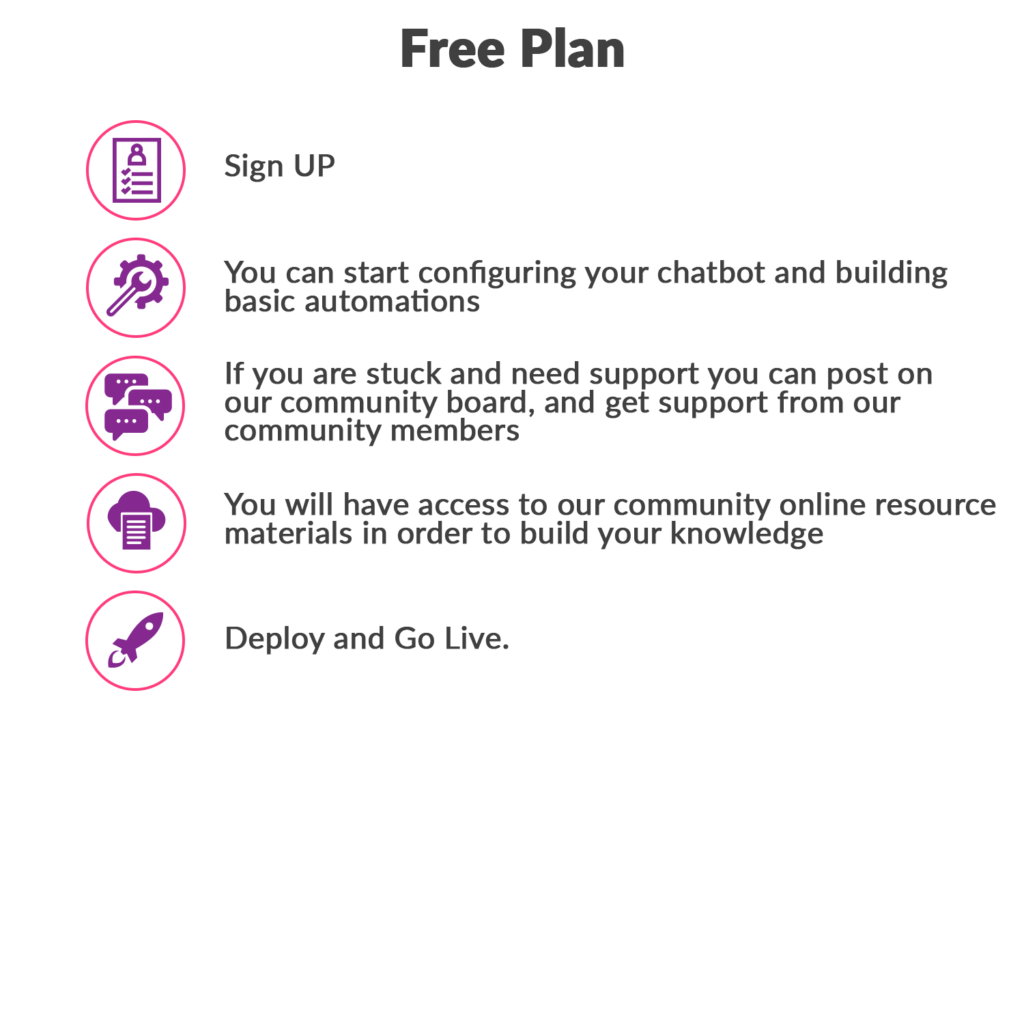 Free Plan
Sign UP
You can start configuring your chatbot and building
basic automations
If you are stuck and need support you can post on
our community board, and get support from our
community members
You will have access to our community online resource
materials in order to build your knowledge
Deploy and Go Live.